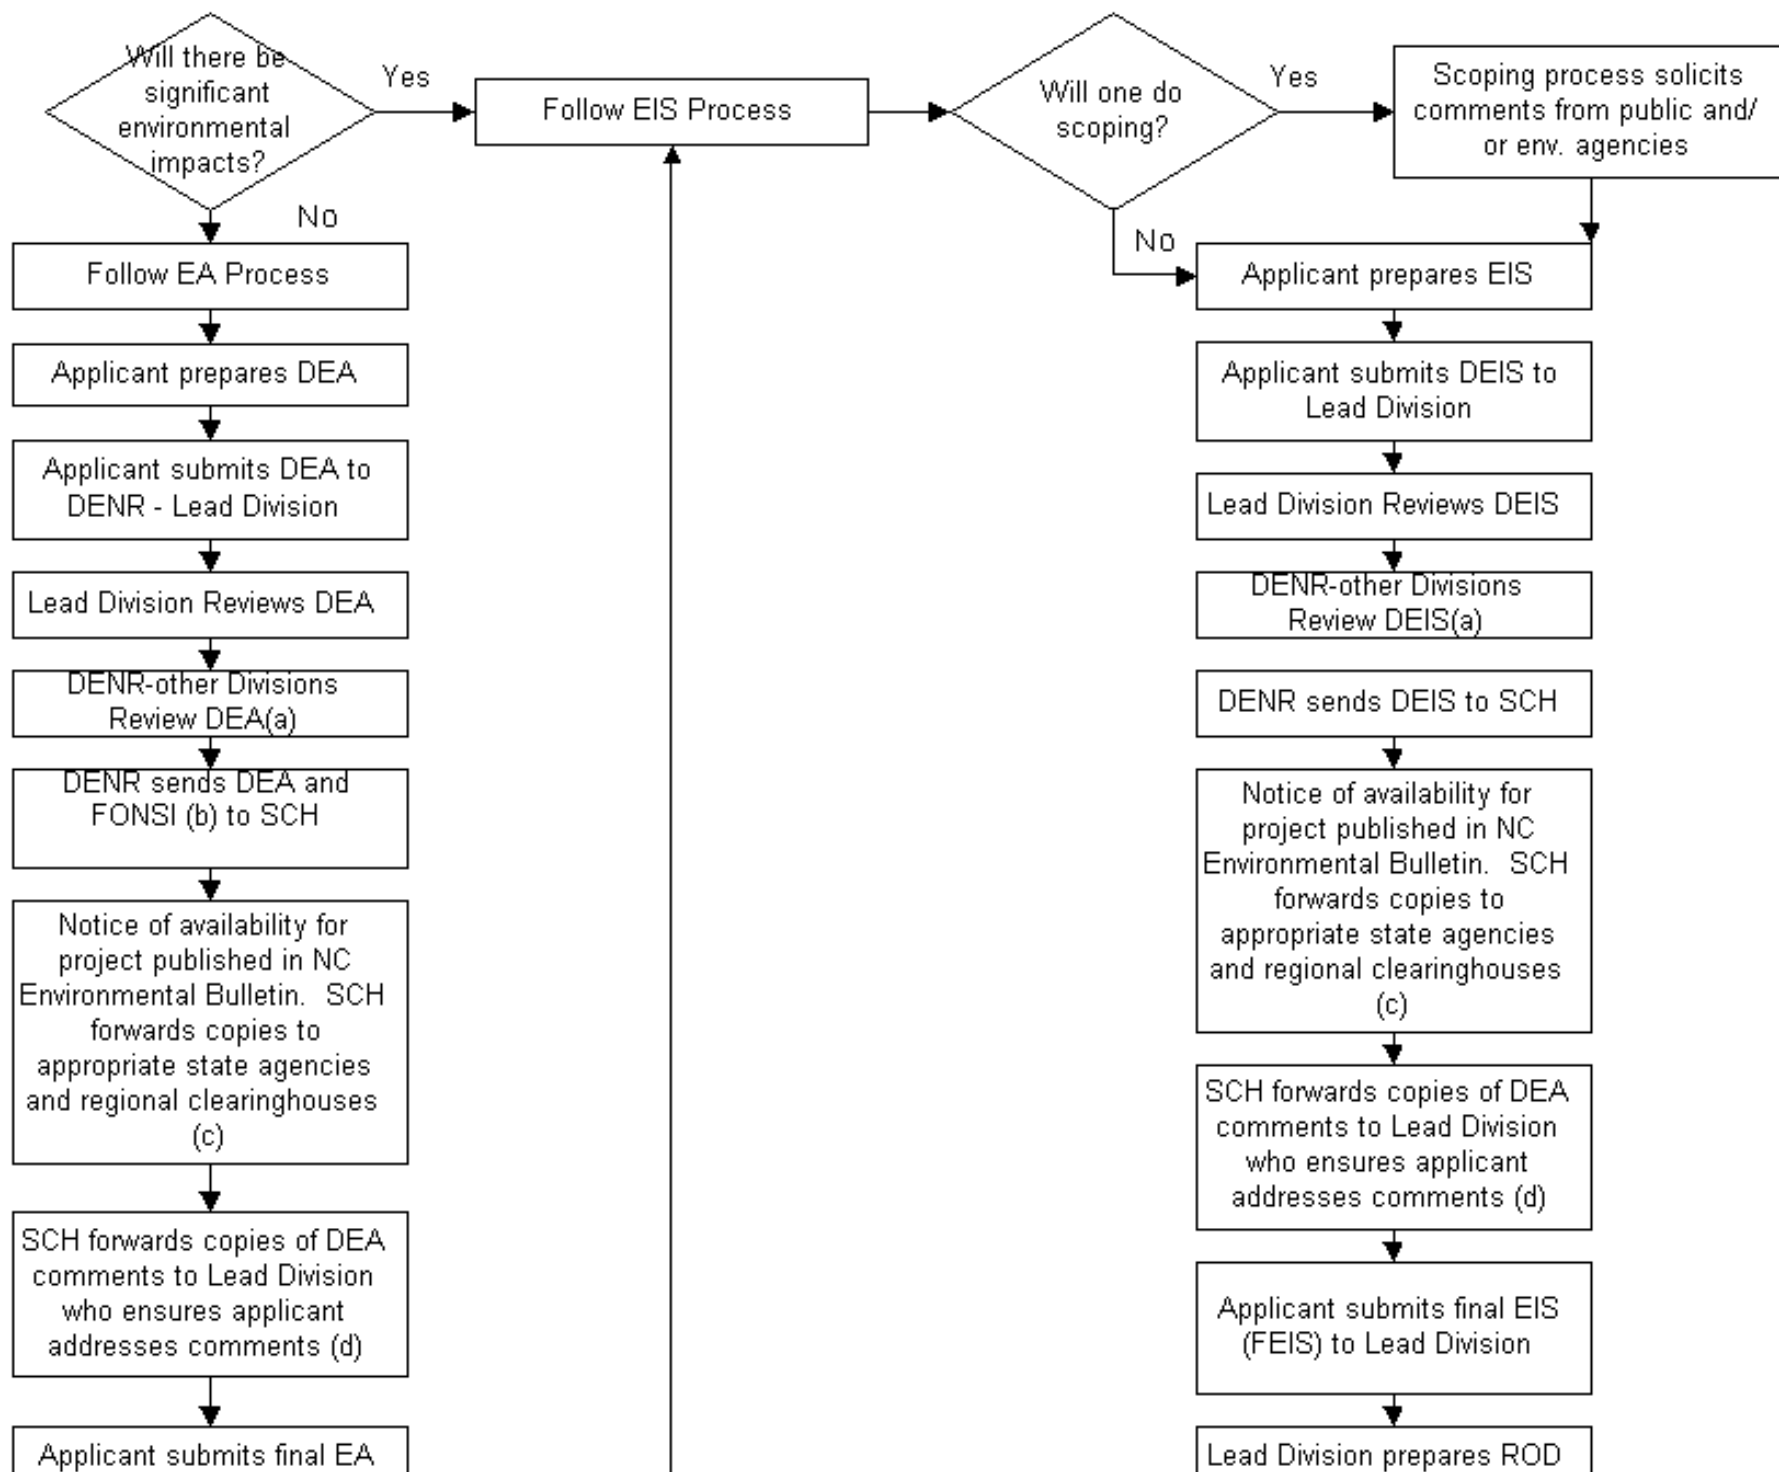 Will there be
significant
environmental
impacts?
Yes
Follow EIS Process
Will one do
scoping?
Yes
Scoping process solicits
comments from public and/
or env. agencies
No
Follow EA Process
Applicant prepares DEA
Applicant submits DEA to
DENR - Lead Division
Lead Division Reviews DEA
DENR-other Divisions
Review DEA(a)
DENR sends DEA and
FONSI (b) to SCH
Notice of availability for
project published in NC
Environmental Bulletin.  SCH
forwards copies to
appropriate state agencies
and regional clearinghouses
(c)
SCH forwards copies of DEA
comments to Lead Division
who ensures applicant
addresses comments (d)
Applicant submits final EA
No
Applicant prepares EIS
Applicant submits DEIS to
Lead Division
Lead Division Reviews DEIS
DENR-other Divisions
Review DEIS(a)
DENR sends DEIS to SCH
Notice of availability for
project published in NC
Environmental Bulletin.  SCH
forwards copies to
appropriate state agencies
and regional clearinghouses
(c)
SCH forwards copies of DEA
comments to Lead Division
who ensures applicant
addresses comments (d)
Applicant submits final EIS
(FEIS) to Lead Division
Lead Division prepares ROD